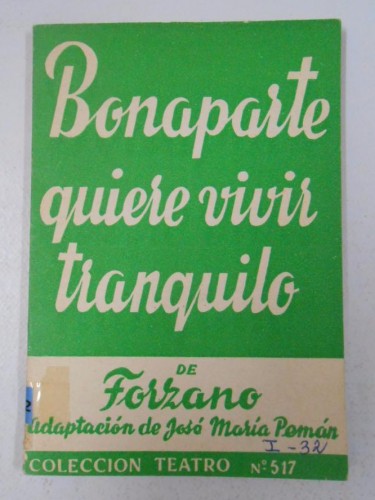 Bonaparte
quiere vivir
tranquilo
DE
Forzano
adaptación de José María Pemán
I - 32
COLECCION TEATRO Nº 517